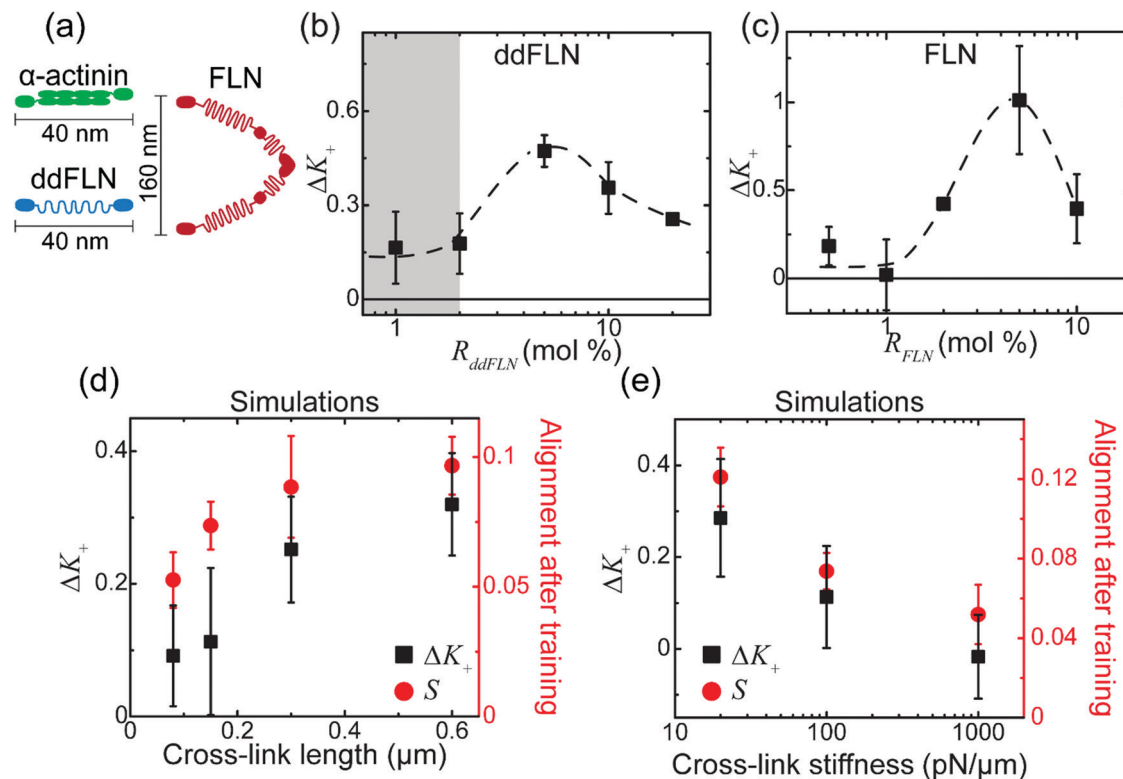 (a)
α-actinin
40 nm
ddFLN
40 nm
FLN
160 nm
(b)
ddFLN
ΔK₊
0.6
0.3
0
1
10
R_ddFLN (mol %)
(c)
FLN
ΔK₊
1
0.5
0
1
10
R_FLN (mol %)
(d)
Simulations
ΔK₊
0.4
0.2
0
0
0.2
0.4
0.6
Cross-link length (μm)
0.1
0.05
0
Alignment after training
ΔK₊
S
(e)
Simulations
ΔK₊
0.4
0.2
0
10
100
1000
Cross-link stiffness (pN/μm)
0.12
0.08
0.04
0
Alignment after training
ΔK₊
S